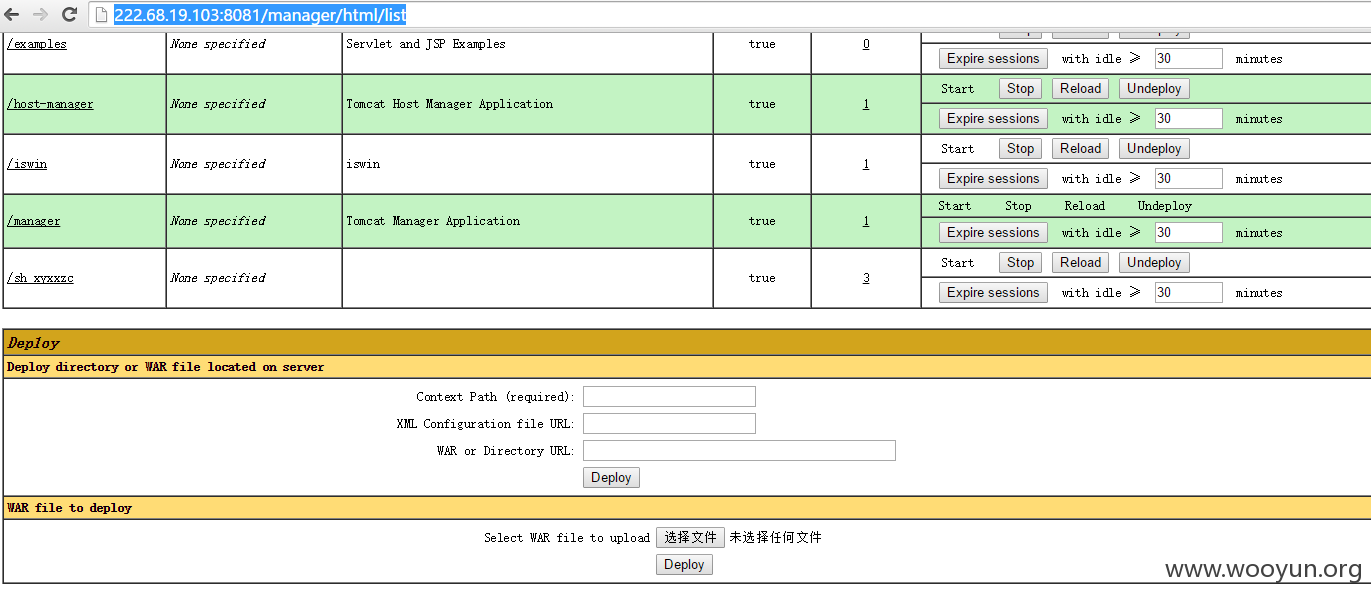 222.68.19.103:8081/manager/html/list
/examples None specified Servlet and JSP Examples true 0
Expire sessions with idle ≥ 30 minutes
Start Stop Reload Undeploy
/host-manager None specified Tomcat Host Manager Application true 1
Expire sessions with idle ≥ 30 minutes
Start Stop Reload Undeploy
/iswin None specified iswin true 1
Expire sessions with idle ≥ 30 minutes
Start Stop Reload Undeploy
/manager None specified Tomcat Manager Application true 1
Expire sessions with idle ≥ 30 minutes
Start Stop Reload Undeploy
/sh_xyxxzc None specified true 3
Expire sessions with idle ≥ 30 minutes
Deploy
Deploy directory or WAR file located on server
Context Path (required):
XML Configuration file URL:
WAR or Directory URL:
Deploy
WAR file to deploy
Select WAR file to upload 选择文件 未选择任何文件
Deploy
www.wooyun.org